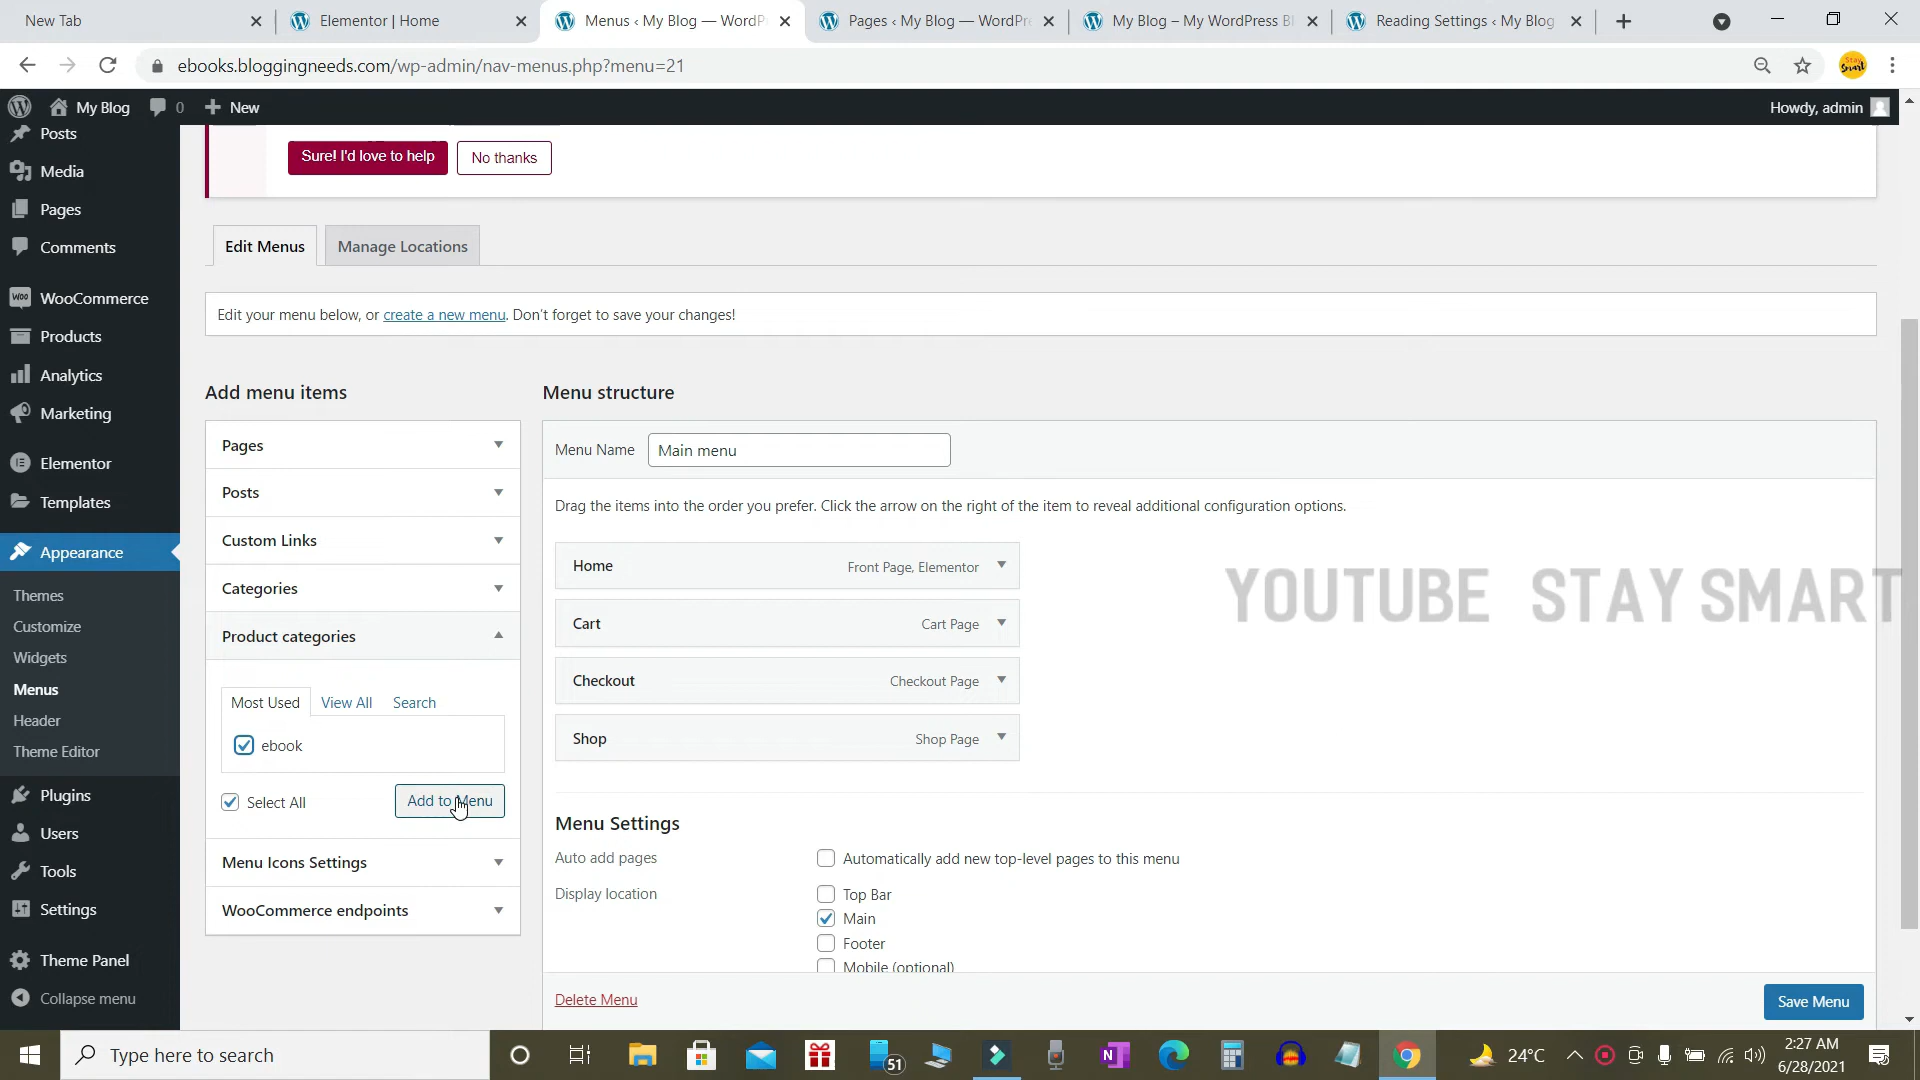 New Tab
Elementor | Home
Menus ‹ My Blog — WordP
Pages ‹ My Blog — WordPre
My Blog – My WordPress Bl
Reading Settings ‹ My Blog
ebooks.bloggingneeds.com/wp-admin/nav-menus.php?menu=21
Stay Smart
My Blog
0
New
Howdy, admin
Posts
Media
Pages
Comments
WooCommerce
Products
Analytics
Marketing
Elementor
Templates
Appearance
Themes
Customize
Widgets
Menus
Header
Theme Editor
Plugins
Users
Tools
Settings
Theme Panel
Collapse menu
Sure! I'd love to help
No thanks
Edit Menus
Manage Locations
Edit your menu below, or create a new menu. Don't forget to save your changes!
Add menu items
Pages
Posts
Custom Links
Categories
Product categories
Most Used
View All
Search
ebook
Select All
Add to Menu
Menu Icons Settings
WooCommerce endpoints
Menu structure
Menu Name
Main menu
Drag the items into the order you prefer. Click the arrow on the right of the item to reveal additional configuration options.
Home
Front Page, Elementor
Cart
Cart Page
Checkout
Checkout Page
Shop
Shop Page
YOUTUBE STAY SMART
Menu Settings
Auto add pages
Automatically add new top-level pages to this menu
Display location
Top Bar
Main
Footer
Mobile (optional)
Delete Menu
Save Menu
Type here to search
51
24°C
2:27 AM
6/28/2021